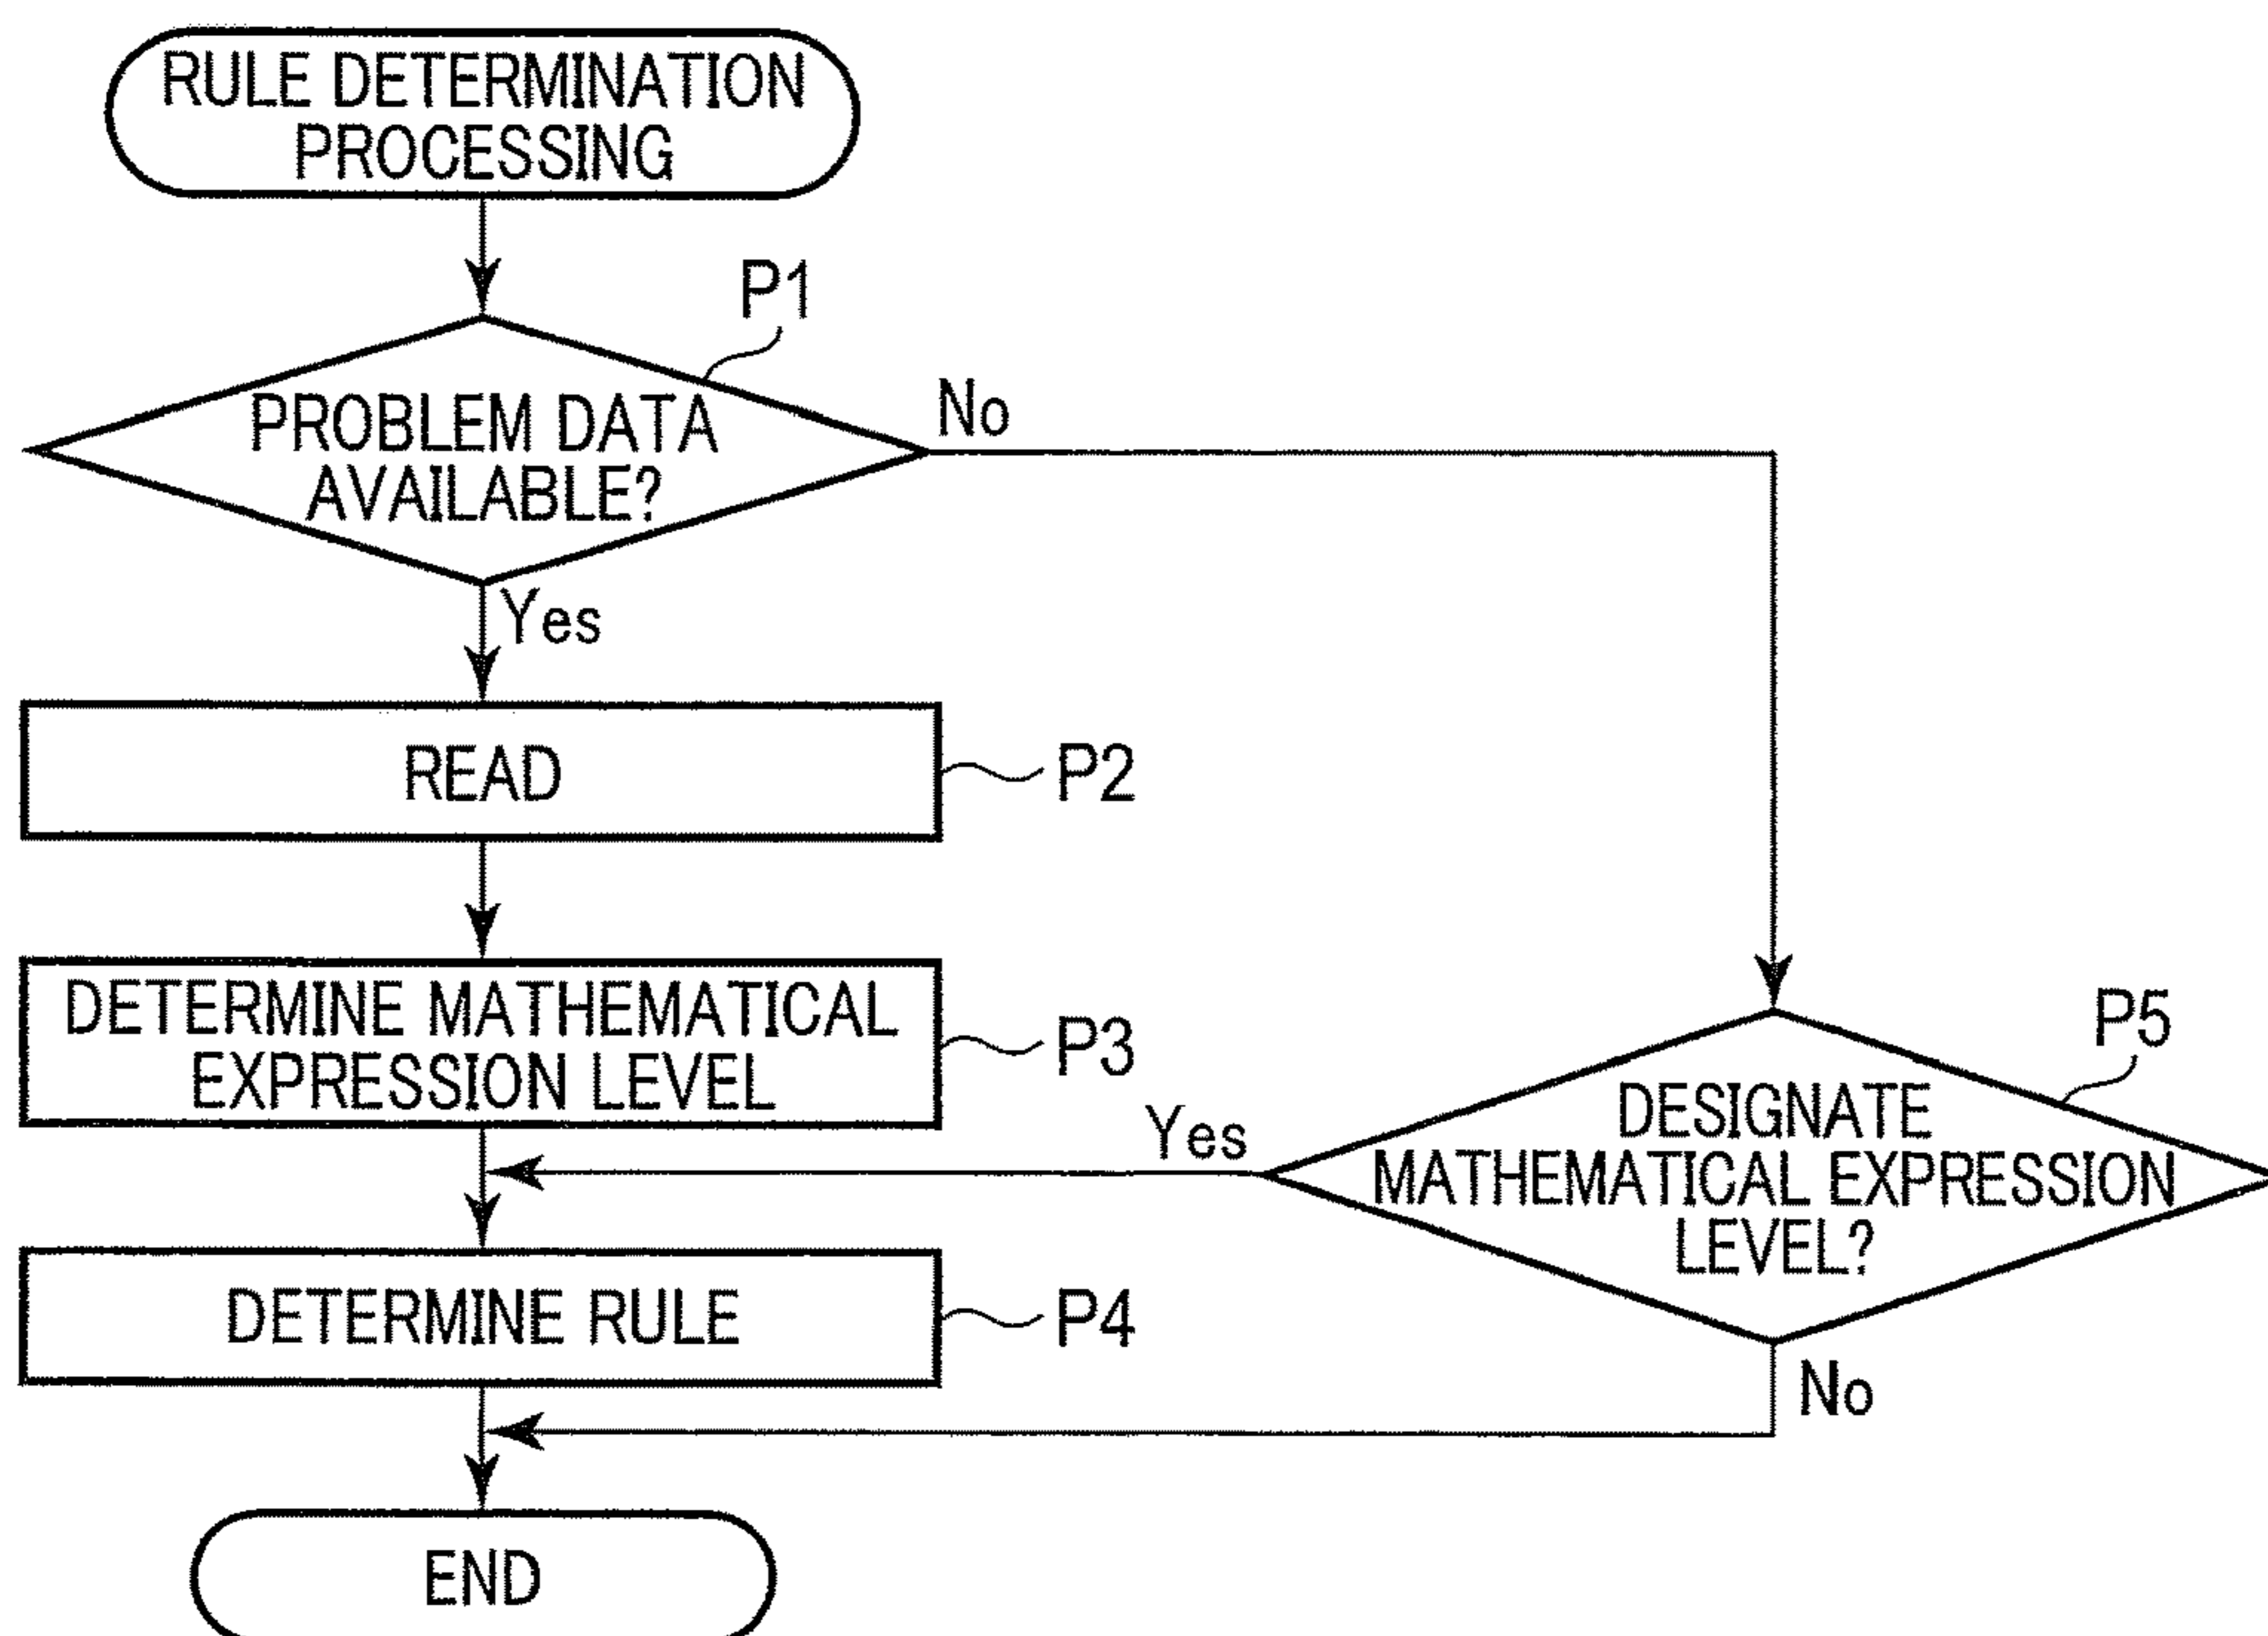 RULE DETERMINATION
PROCESSING
P1
PROBLEM DATA
AVAILABLE?
No
Yes
READ
P2
DETERMINE MATHEMATICAL
EXPRESSION LEVEL
P3
P5
DESIGNATE
MATHEMATICAL EXPRESSION
LEVEL?
Yes
No
DETERMINE RULE
P4
END